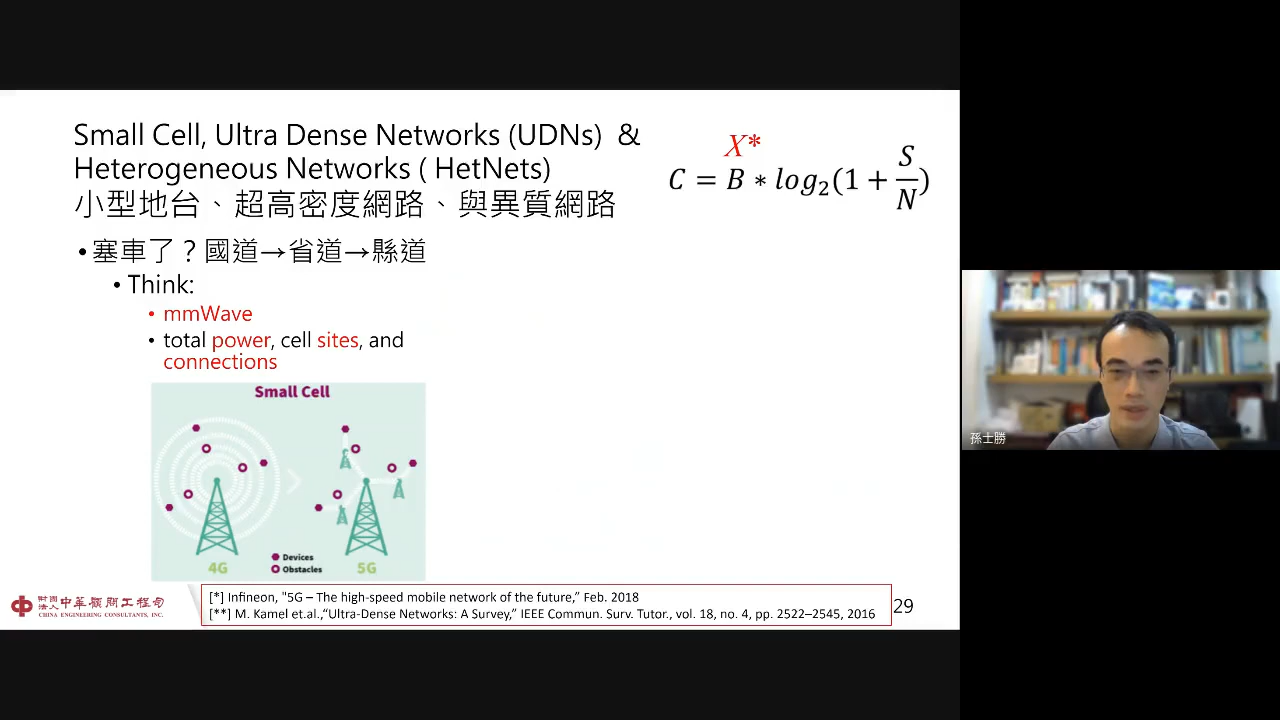 Small Cell, Ultra Dense Networks (UDNs) &
Heterogeneous Networks ( HetNets)
小型地台、超高密度網路、與異質網路
X*
C = B * log₂(1 + S/N)
• 塞車了？國道→省道→縣道
• Think:
• mmWave
• total power, cell sites, and
connections
Small Cell
Devices
Obstacles
4G
5G
財團法人中華顧問工程司
CHINA ENGINEERING CONSULTANTS, INC.
[*] Infineon, "5G – The high-speed mobile network of the future,” Feb. 2018
[**] M. Kamel et.al.,“Ultra-Dense Networks: A Survey,” IEEE Commun. Surv. Tutor., vol. 18, no. 4, pp. 2522–2545, 2016
29
孫士勝